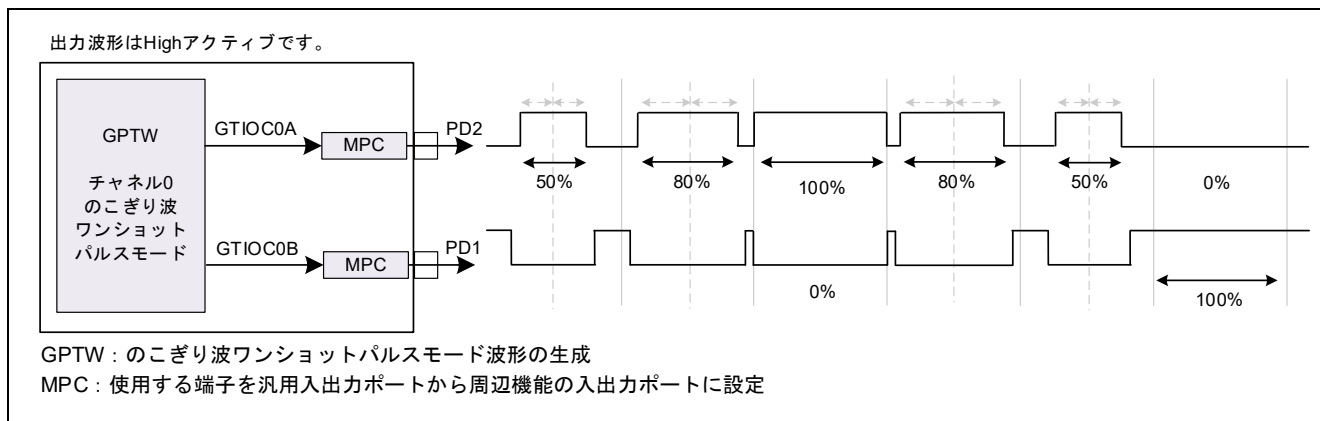 出力波形はHighアクティブです。
GPTW
チャネル0
のこぎり波
ワンショット
パルスモード
GTIOC0A
MPC
PD2
GTIOC0B
MPC
PD1
50%
80%
100%
80%
50%
0%
0%
100%
GPTW：のこぎり波ワンショットパルスモード波形の生成
MPC：使用する端子を汎用入出力ポートから周辺機能の入出力ポートに設定